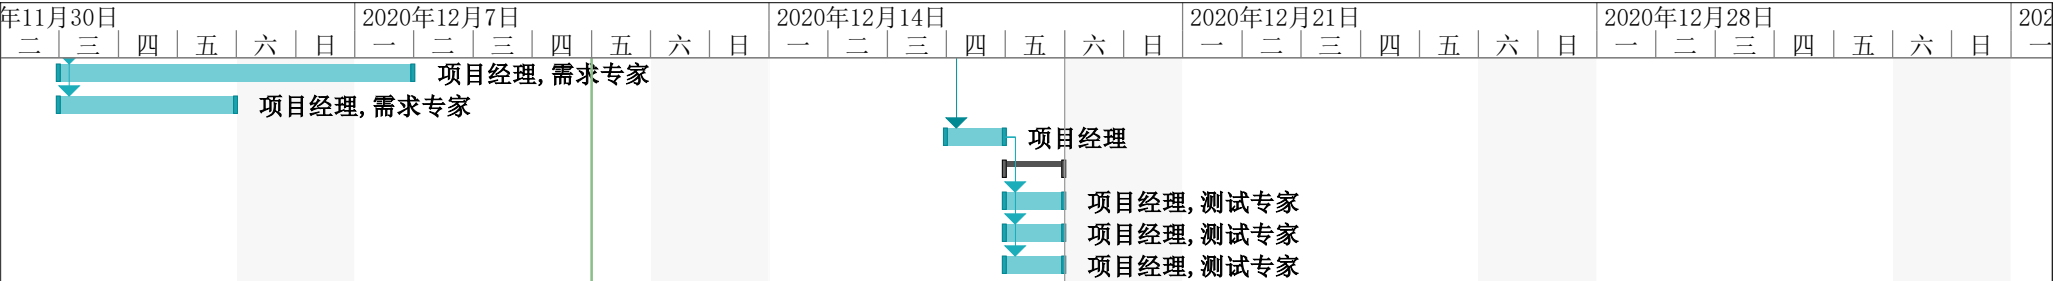 年11月30日 2020年12月7日 2020年12月14日 2020年12月21日 2020年12月28日 202
二 三 四 五 六 日 一 二 三 四 五 六 日 一 二 三 四 五 六 日 一 二 三 四 五 六 日 一 二 三 四 五 六 日 一
项目经理,需求专家
项目经理,需求专家
项目经理
项目经理,测试专家
项目经理,测试专家
项目经理,测试专家